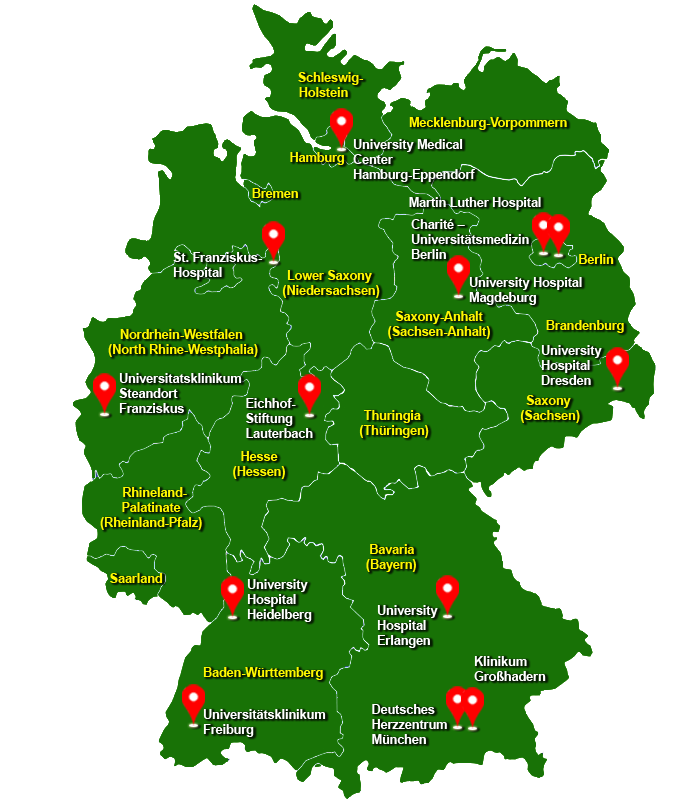 Schleswig-
Holstein
Mecklenburg-Vorpommern
Hamburg
University Medical
Center
Hamburg-Eppendorf
Bremen
Martin Luther Hospital
Charité –
Universitätsmedizin
Berlin
Berlin
St. Franziskus-
Hospital
Lower Saxony
(Niedersachsen)
University Hospital
Magdeburg
Saxony-Anhalt
(Sachsen-Anhalt)
Brandenburg
Nordrhein-Westfalen
(North Rhine-Westphalia)
University
Hospital
Dresden
Universitatsklinikum
Steandort
Franziskus
Eichhof-
Stiftung
Lauterbach
Thuringia
(Thüringen)
Saxony
(Sachsen)
Hesse
(Hessen)
Rhineland-
Palatinate
(Rheinland-Pfalz)
Bavaria
(Bayern)
Saarland
University
Hospital
Heidelberg
University
Hospital
Erlangen
Baden-Württemberg
Klinikum
Großhadern
Universitätsklinikum
Freiburg
Deutsches
Herzzentrum
München